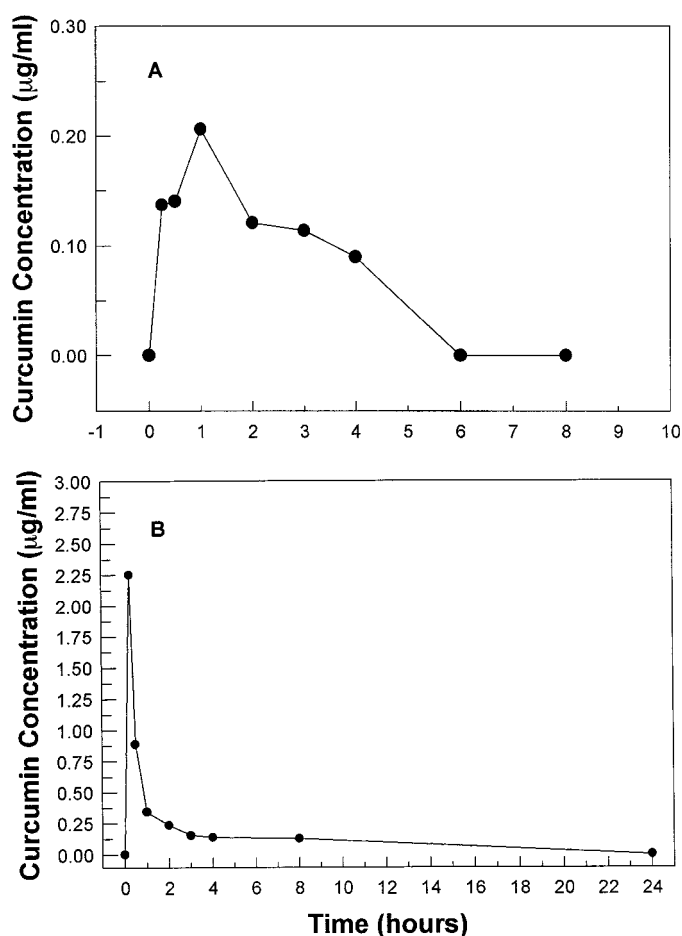 Curcumin Concentration (μg/ml)
0.30
A
0.20
0.10
0.00
-1 0 1 2 3 4 5 6 7 8 9 10
Curcumin Concentration (μg/ml)
3.00
2.75
B
2.50
2.25
2.00
1.75
1.50
1.25
1.00
0.75
0.50
0.25
0.00
0 2 4 6 8 10 12 14 16 18 20 22 24
Time (hours)